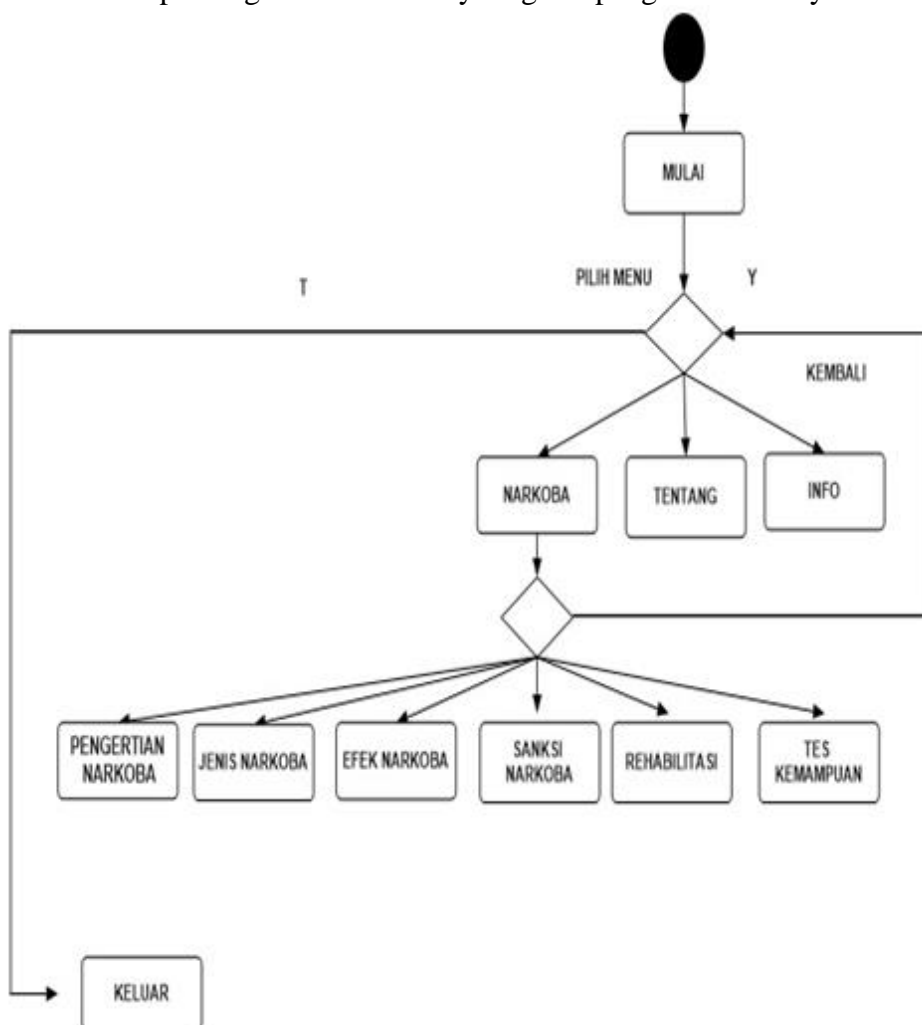 MULAI
T
PILIH MENU
Y
KEMBALI
NARKOBA
TENTANG
INFO
PENGERTIAN
NARKOBA
JENIS NARKOBA
EFEK NARKOBA
SANKSI
NARKOBA
REHABILITASI
TES
KEMAMPUAN
KELUAR